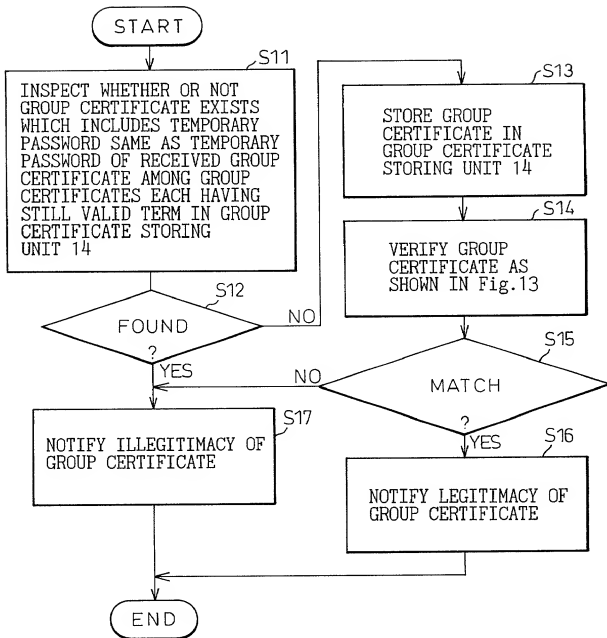 START
S11
INSPECT WHETHER OR NOT
GROUP CERTIFICATE EXISTS
WHICH INCLUDES TEMPORARY
PASSWORD SAME AS TEMPORARY
PASSWORD OF RECEIVED GROUP
CERTIFICATE AMONG GROUP
CERTIFICATES EACH HAVING
STILL VALID TERM IN GROUP
CERTIFICATE STORING
UNIT 14
S12
FOUND
?
NO
YES
S13
STORE GROUP
CERTIFICATE IN
GROUP CERTIFICATE
STORING UNIT 14
S14
VERIFY GROUP
CERTIFICATE AS
SHOWN IN Fig.13
S15
MATCH
?
NO
YES
S17
NOTIFY ILLEGITIMACY OF
GROUP CERTIFICATE
S16
NOTIFY LEGITIMACY OF
GROUP CERTIFICATE
END